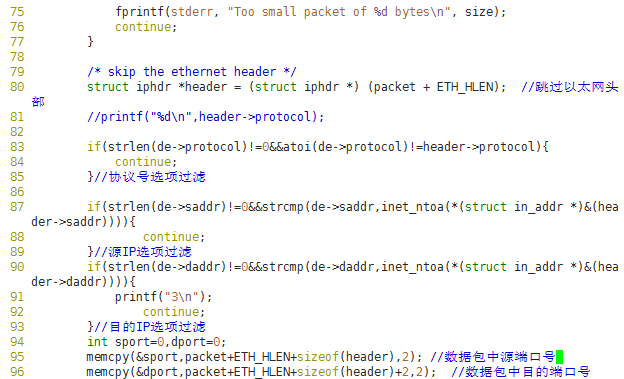 75             fprintf(stderr, "Too small packet of %d bytes\n", size);
76             continue;
77         }
78
79         /* skip the ethernet header */
80         struct iphdr *header = (struct iphdr *) (packet + ETH_HLEN);  //跳过以太网头
部
81         //printf("%d\n",header->protocol);
82
83         if(strlen(de->protocol)!=0&&atoi(de->protocol)!=header->protocol){
84             continue;
85         }//协议号选项过滤
86
87         if(strlen(de->saddr)!=0&&strcmp(de->saddr,inet_ntoa(*(struct in_addr *)&(hea
der->saddr)))){
88                 continue;
89         }//源IP选项过滤
90         if(strlen(de->daddr)!=0&&strcmp(de->daddr,inet_ntoa(*(struct in_addr *)&(hea
der->daddr)))){
91             printf("3\n");
92                 continue;
93         }//目的IP选项过滤
94         int sport=0,dport=0;
95         memcpy(&sport,packet+ETH_HLEN+sizeof(header),2); //数据包中源端口号
96         memcpy(&dport,packet+ETH_HLEN+sizeof(header)+2,2);  //数据包中目的端口号